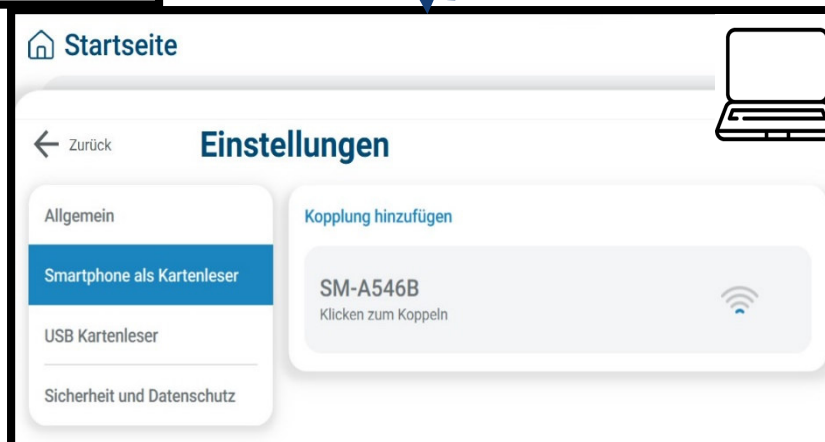 Startseite
Zurück
Einstellungen
Allgemein
Smartphone als Kartenleser
USB Kartenleser
Sicherheit und Datenschutz
Kopplung hinzufügen
SM-A546B
Klicken zum Koppeln